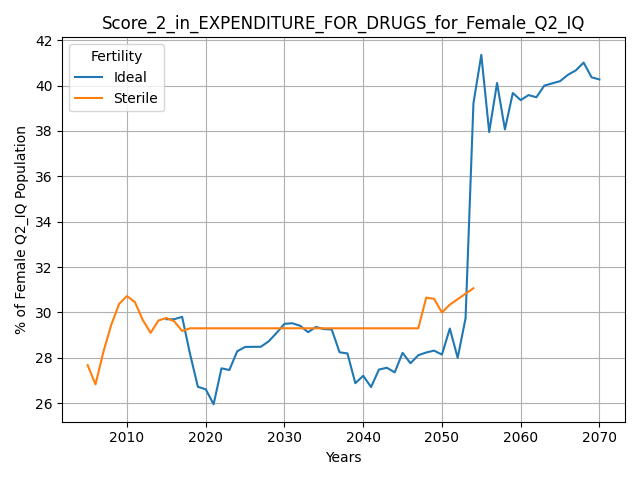 Score_2_in_EXPENDITURE_FOR_DRUGS_for_Female_Q2_IQ
Fertility
Ideal
Sterile
% of Female Q2_IQ Population
42
40
38
36
34
32
30
28
26
2010 2020 2030 2040 2050 2060 2070
Years